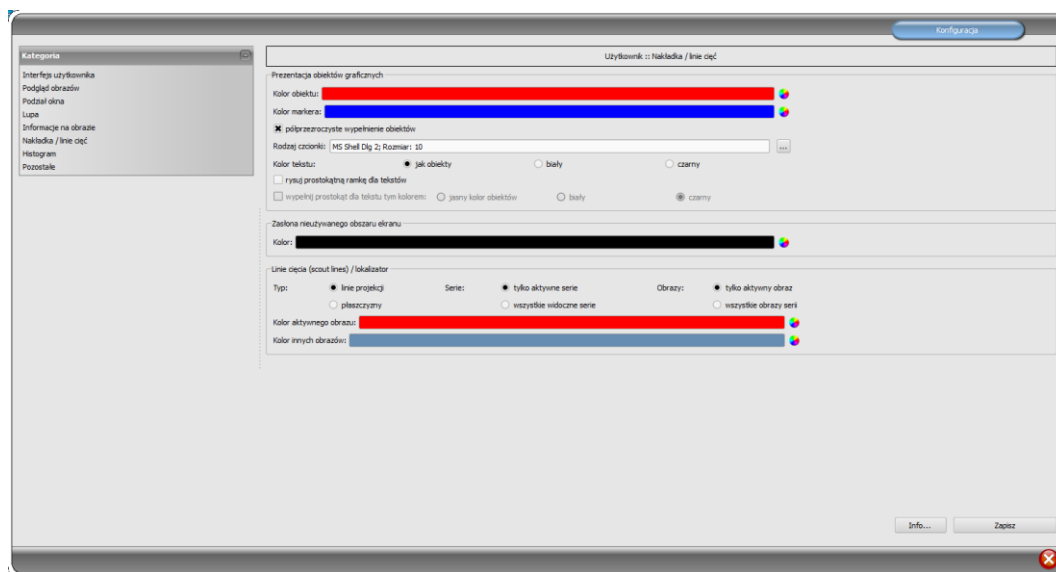 Konfiguracja
Kategoria
Interfejs użytkownika
Podgląd obrazów
Podział okna
Lupa
Informacje na obrazie
Nakładka / linie cięć
Histogram
Pozostałe
Użytkownik :: Nakładka / linie cięć
Prezentacja obiektów graficznych
Kolor obiektu:
Kolor markera:
półprzezroczyste wypełnienie obiektów
Rodzaj czcionki: MS Shell Dlg 2; Rozmiar: 10 ...
Kolor tekstu: jak obiekty biały czarny
rysuj prostokątną ramkę dla tekstów
wypełnij prostokąt dla tekstu tym kolorem: jasny kolor obiektów biały czarny
Zasłona nieużywanego obszaru ekranu
Kolor:
Linie cięcia (scout lines) / lokalizator
Typ: linie projekcji Serie: tylko aktywne serie Obrazy: tylko aktywny obraz
płaszczyzny wszystkie widoczne serie wszystkie obrazy serii
Kolor aktywnego obrazu:
Kolor innych obrazów:
Info... Zapisz